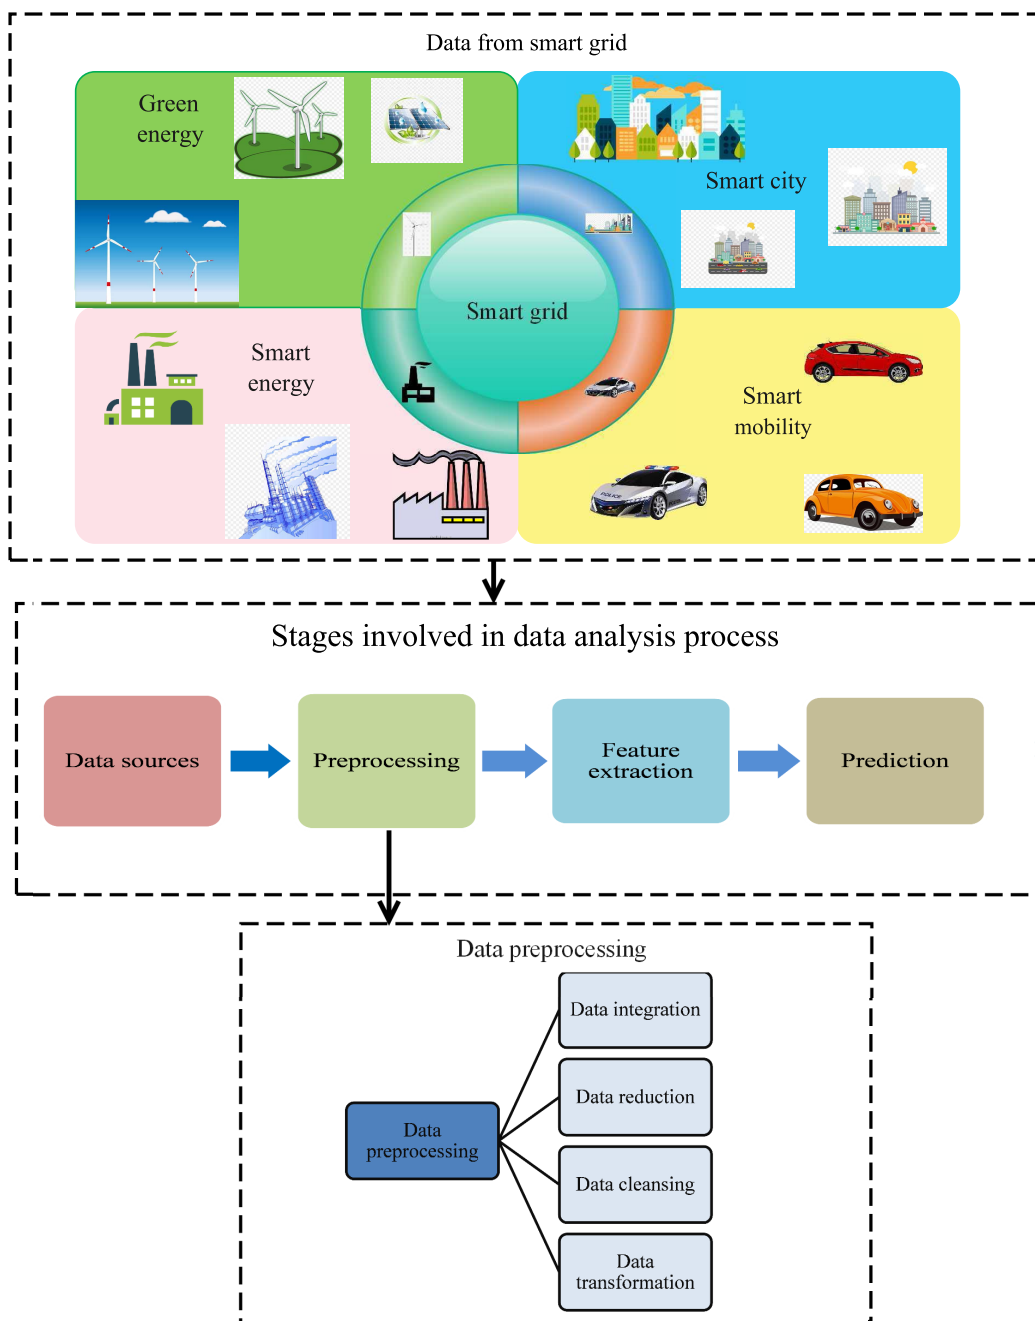 Data from smart grid
Green
energy
Smart city
Smart grid
Smart
energy
Smart
mobility
POLICE
Stages involved in data analysis process
Data sources
Preprocessing
Feature
extraction
Prediction
Data preprocessing
Data integration
Data reduction
Data
preprocessing
Data cleansing
Data
transformation